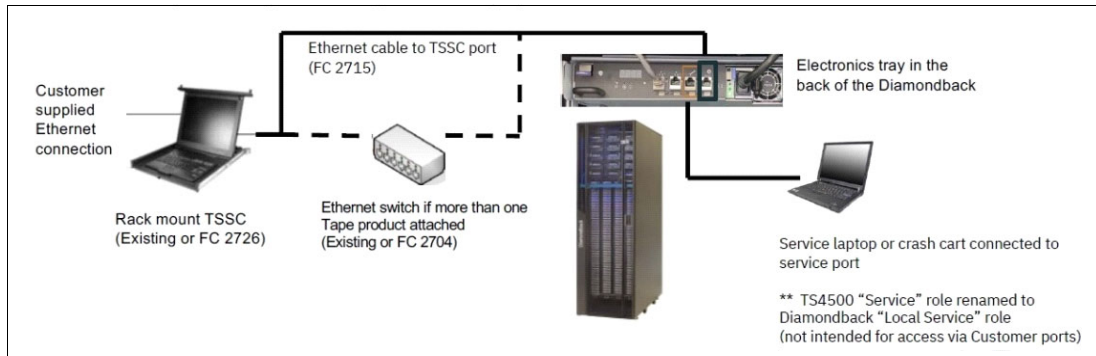 Ethernet cable to TSSC port
(FC 2715)
Electronics tray in the
back of the Diamondback
Customer
supplied
Ethernet
connection
Rack mount TSSC
(Existing or FC 2726)
Ethernet switch if more than one
Tape product attached
(Existing or FC 2704)
Service laptop or crash cart connected to
service port
** TS4500 “Service” role renamed to
Diamondback “Local Service” role
(not intended for access via Customer ports)